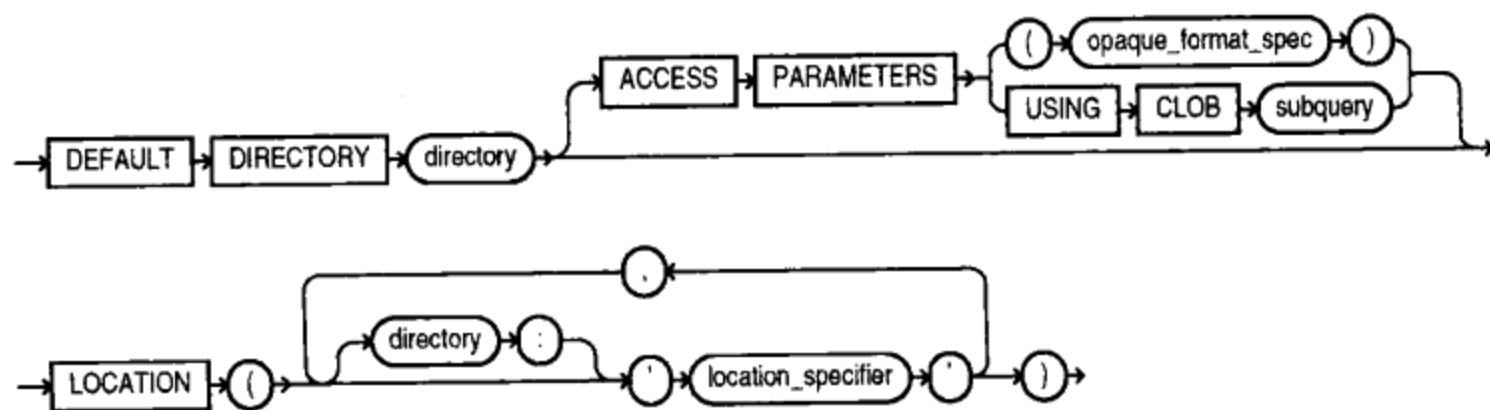 ACCESS PARAMETERS ( opaque_format_spec )
USING CLOB subquery
DEFAULT DIRECTORY directory
,
directory :
LOCATION ( ' location_specifier ' )